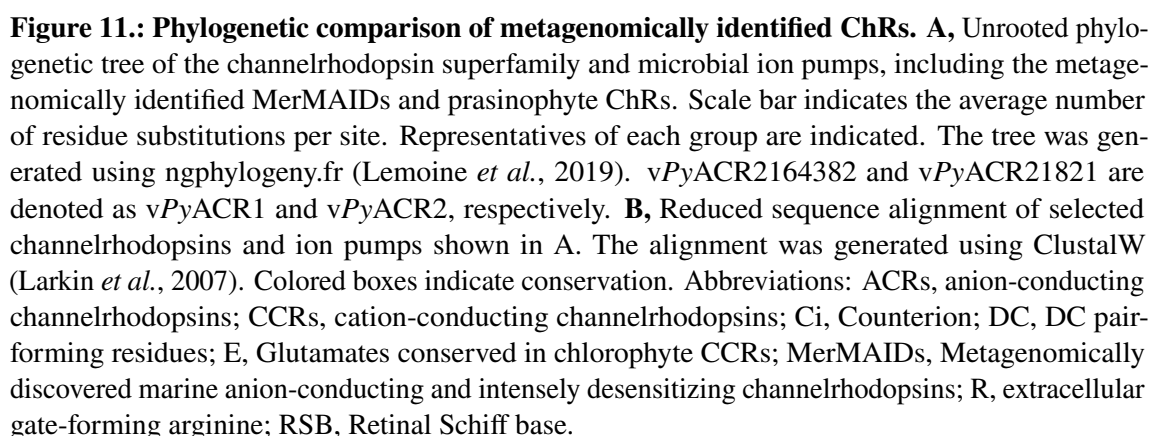 Figure 11.: Phylogenetic comparison of metagenomically identified ChRs. A, Unrooted phylo-
genetic tree of the channelrhodopsin superfamily and microbial ion pumps, including the metage-
nomically identified MerMAIDs and prasinophyte ChRs. Scale bar indicates the average number
of residue substitutions per site. Representatives of each group are indicated. The tree was gen-
erated using ngphylogeny.fr (Lemoine et al., 2019). vPyACR2164382 and vPyACR21821 are
denoted as vPyACR1 and vPyACR2, respectively. B, Reduced sequence alignment of selected
channelrhodopsins and ion pumps shown in A. The alignment was generated using ClustalW
(Larkin et al., 2007). Colored boxes indicate conservation. Abbreviations: ACRs, anion-conducting
channelrhodopsins; CCRs, cation-conducting channelrhodopsins; Ci, Counterion; DC, DC pair-
forming residues; E, Glutamates conserved in chlorophyte CCRs; MerMAIDs, Metagenomically
discovered marine anion-conducting and intensely desensitizing channelrhodopsins; R, extracellular
gate-forming arginine; RSB, Retinal Schiff base.